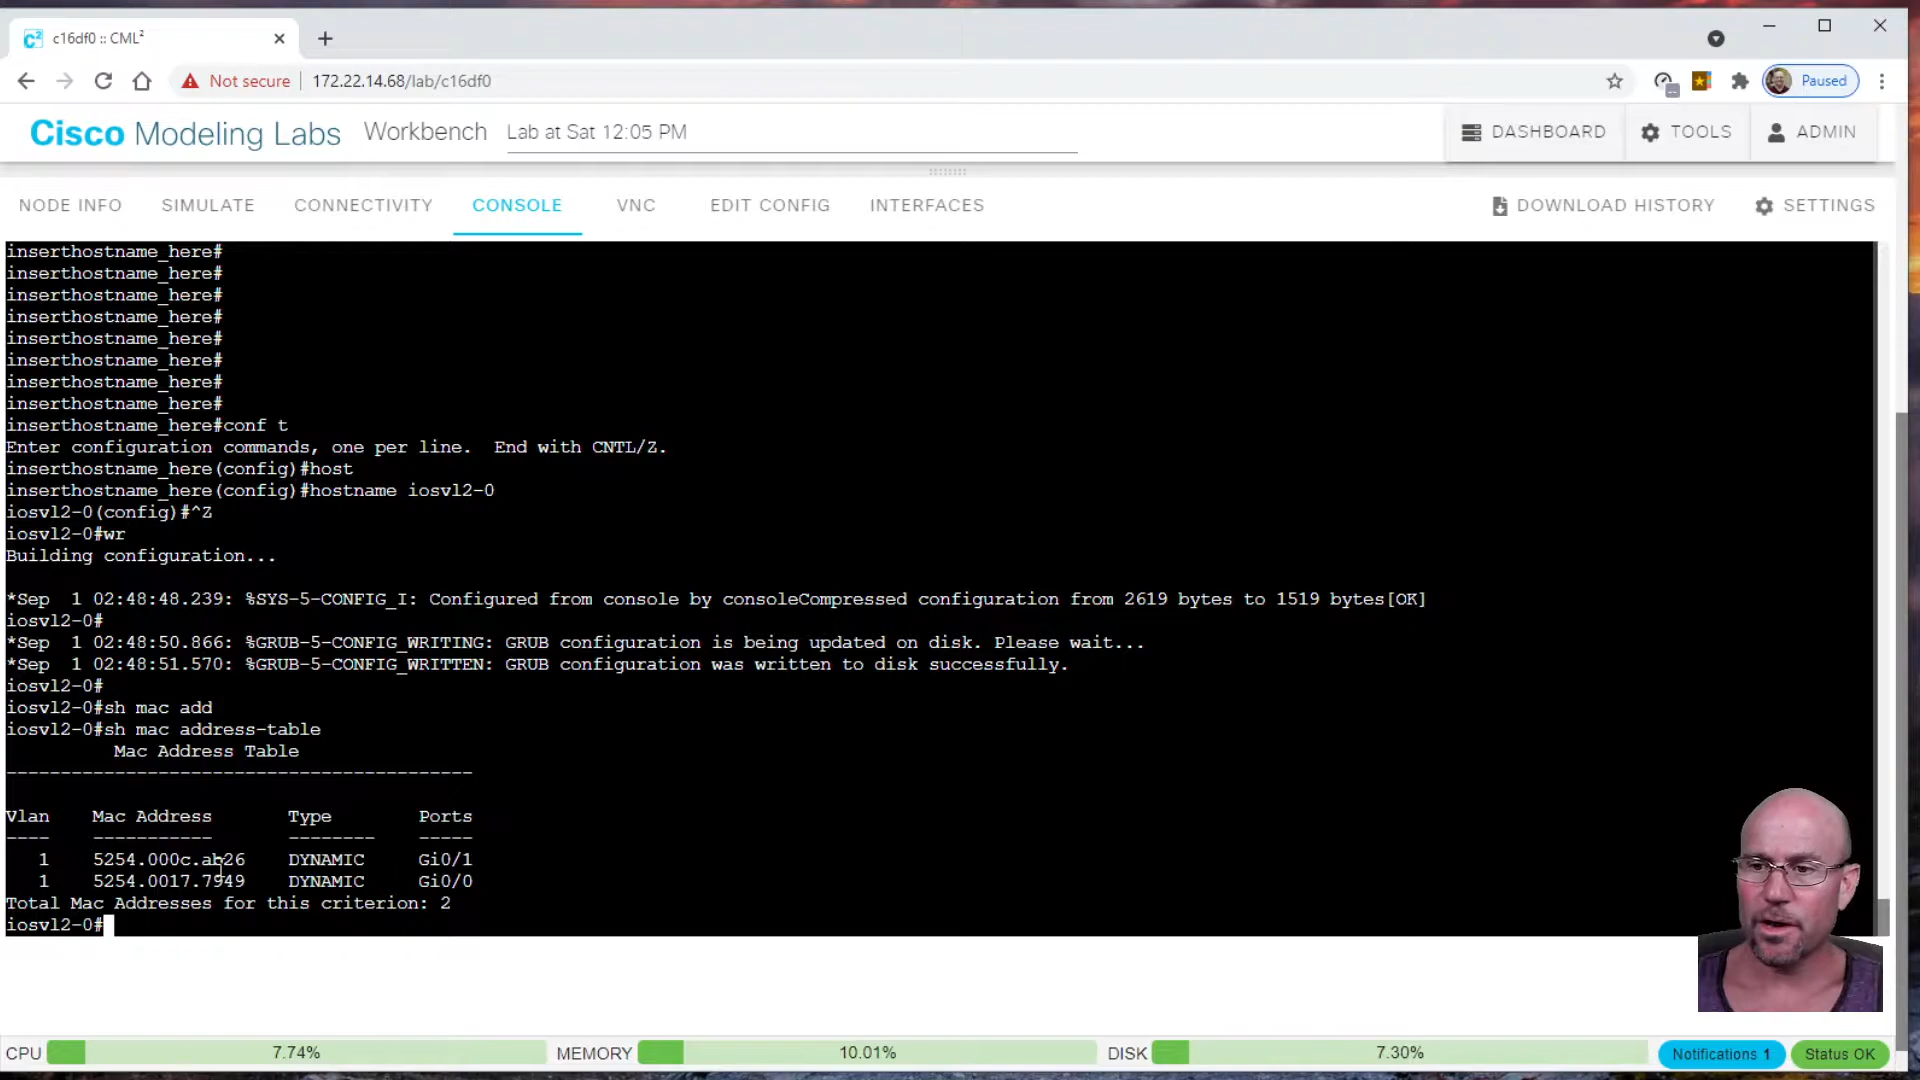 c16df0 :: CML²
Not secure 172.22.14.68/lab/c16df0 Paused
Cisco Modeling Labs Workbench Lab at Sat 12:05 PM DASHBOARD TOOLS ADMIN
NODE INFO SIMULATE CONNECTIVITY CONSOLE VNC EDIT CONFIG INTERFACES DOWNLOAD HISTORY SETTINGS
inserthostname_here#
inserthostname_here#
inserthostname_here#
inserthostname_here#
inserthostname_here#
inserthostname_here#
inserthostname_here#
inserthostname_here#
inserthostname_here#conf t
Enter configuration commands, one per line.  End with CNTL/Z.
inserthostname_here(config)#host
inserthostname_here(config)#hostname iosvl2-0
iosvl2-0(config)#^Z
iosvl2-0#wr
Building configuration...
*Sep  1 02:48:48.239: %SYS-5-CONFIG_I: Configured from console by consoleCompressed configuration from 2619 bytes to 1519 bytes[OK]
iosvl2-0#
*Sep  1 02:48:50.866: %GRUB-5-CONFIG_WRITING: GRUB configuration is being updated on disk. Please wait...
*Sep  1 02:48:51.570: %GRUB-5-CONFIG_WRITTEN: GRUB configuration was written to disk successfully.
iosvl2-0#
iosvl2-0#sh mac add
iosvl2-0#sh mac address-table
Mac Address Table
-------------------------------------------
Vlan    Mac Address       Type        Ports
----    -----------       --------    -----
1    5254.000c.ab26    DYNAMIC     Gi0/1
1    5254.0017.7949    DYNAMIC     Gi0/0
Total Mac Addresses for this criterion: 2
iosvl2-0#
CPU 7.74% MEMORY 10.01% DISK 7.30% Notifications 1 Status OK